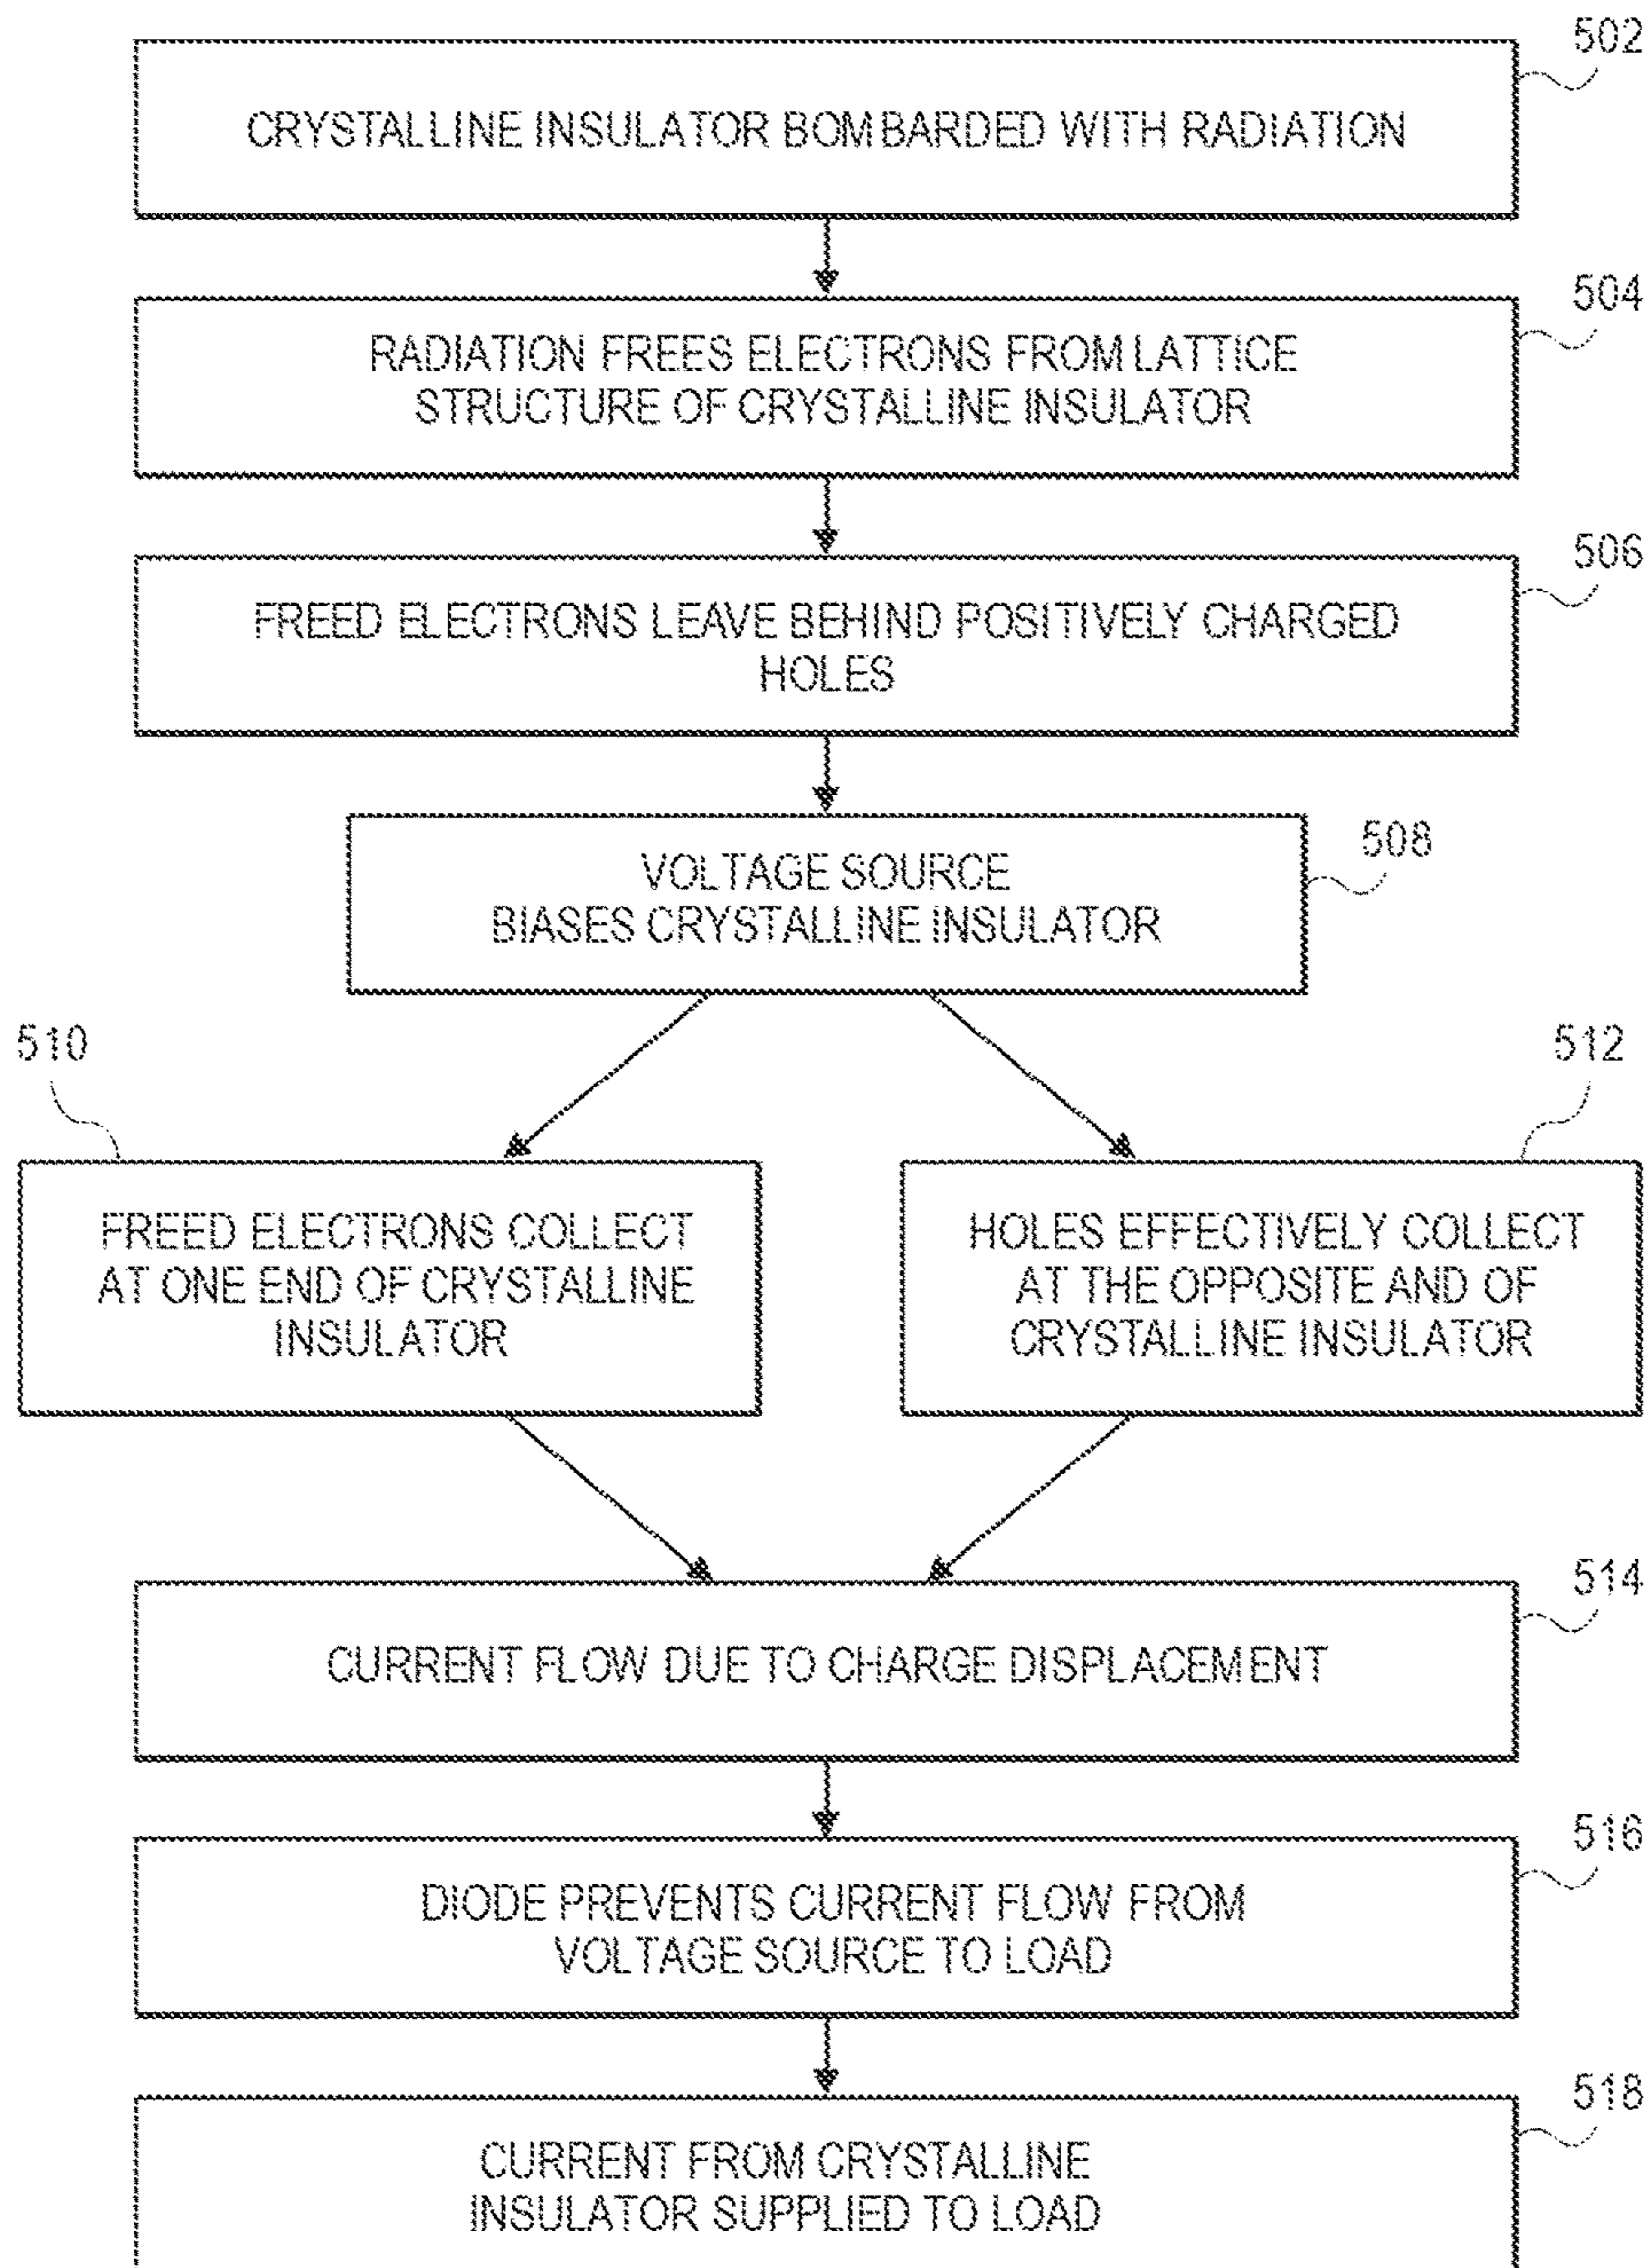 502
CRYSTALLINE INSULATOR BOMBARDED WITH RADIATION
504
RADIATION FREES ELECTRONS FROM LATTICE
STRUCTURE OF CRYSTALLINE INSULATOR
506
FREED ELECTRONS LEAVE BEHIND POSITIVELY CHARGED
HOLES
508
VOLTAGE SOURCE
BIASES CRYSTALLINE INSULATOR
510
512
FREED ELECTRONS COLLECT
AT ONE END OF CRYSTALLINE
INSULATOR
HOLES EFFECTIVELY COLLECT
AT THE OPPOSITE AND OF
CRYSTALLINE INSULATOR
514
CURRENT FLOW DUE TO CHARGE DISPLACEMENT
516
DIODE PREVENTS CURRENT FLOW FROM
VOLTAGE SOURCE TO LOAD
518
CURRENT FROM CRYSTALLINE
INSULATOR SUPPLIED TO LOAD